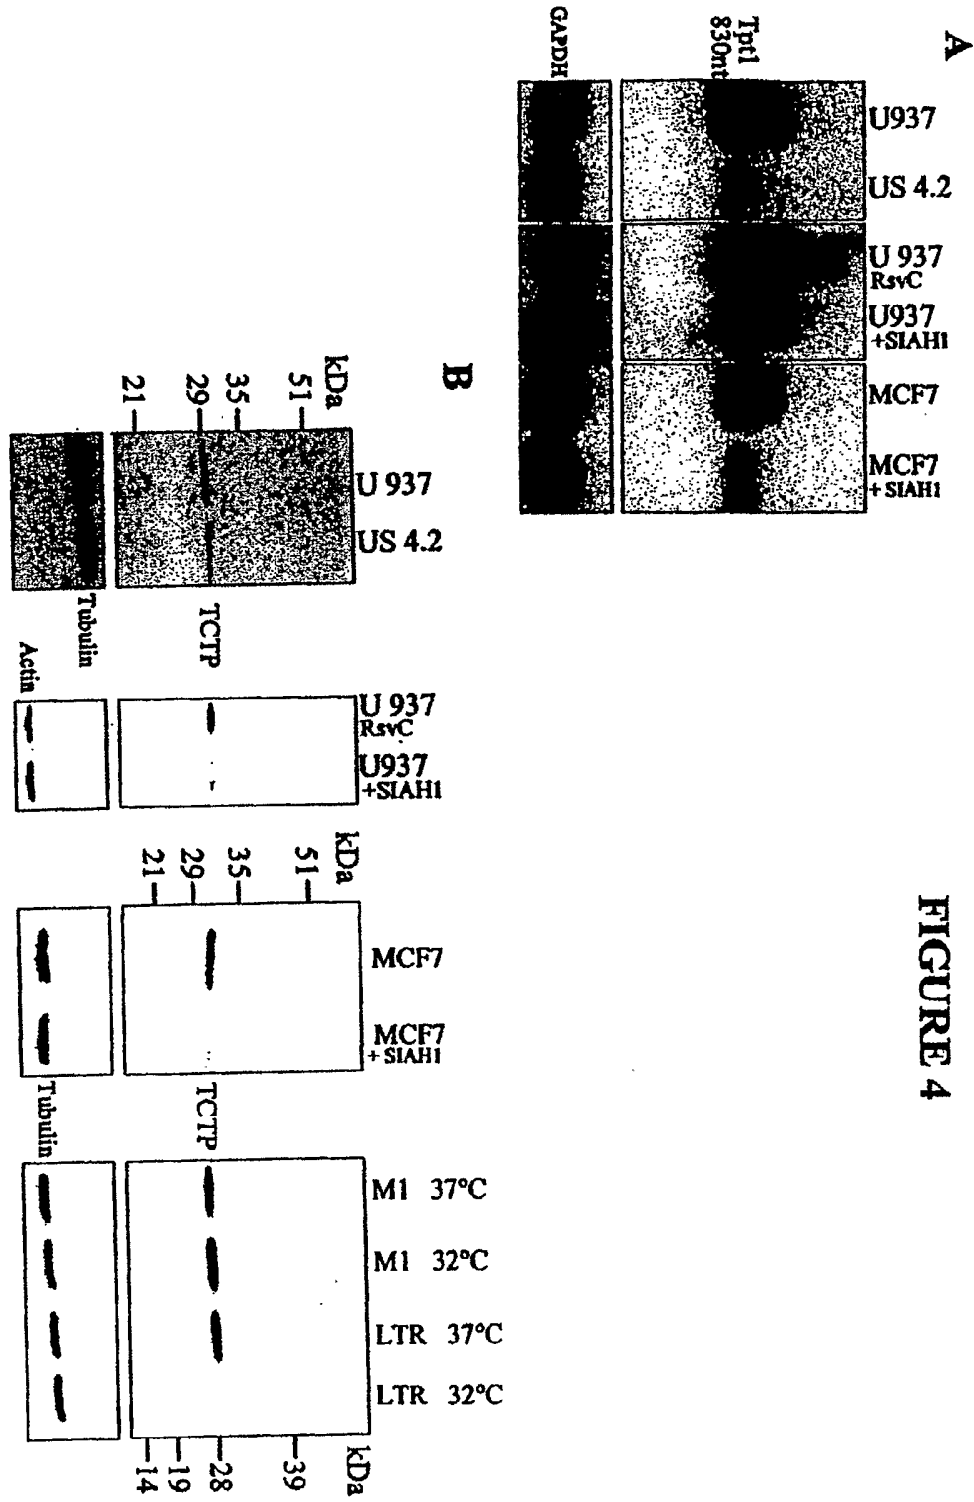 FIGURE 4
A
U937
US 4.2
U 937
RsvC
U937
+SIAH1
MCF7
MCF7
+ SIAH1
Tpt1
830nt
GAPDH
B
kDa
51
35
29
21
U 937
US 4.2
TCTP
Tubulin
U 937
RsvC
U937
+SIAH1
Actin
kDa
51
35
29
21
MCF7
MCF7
+ SIAH1
TCTP
Tubulin
M1 37°C
M1 32°C
LTR 37°C
LTR 32°C
kDa
39
28
19
14